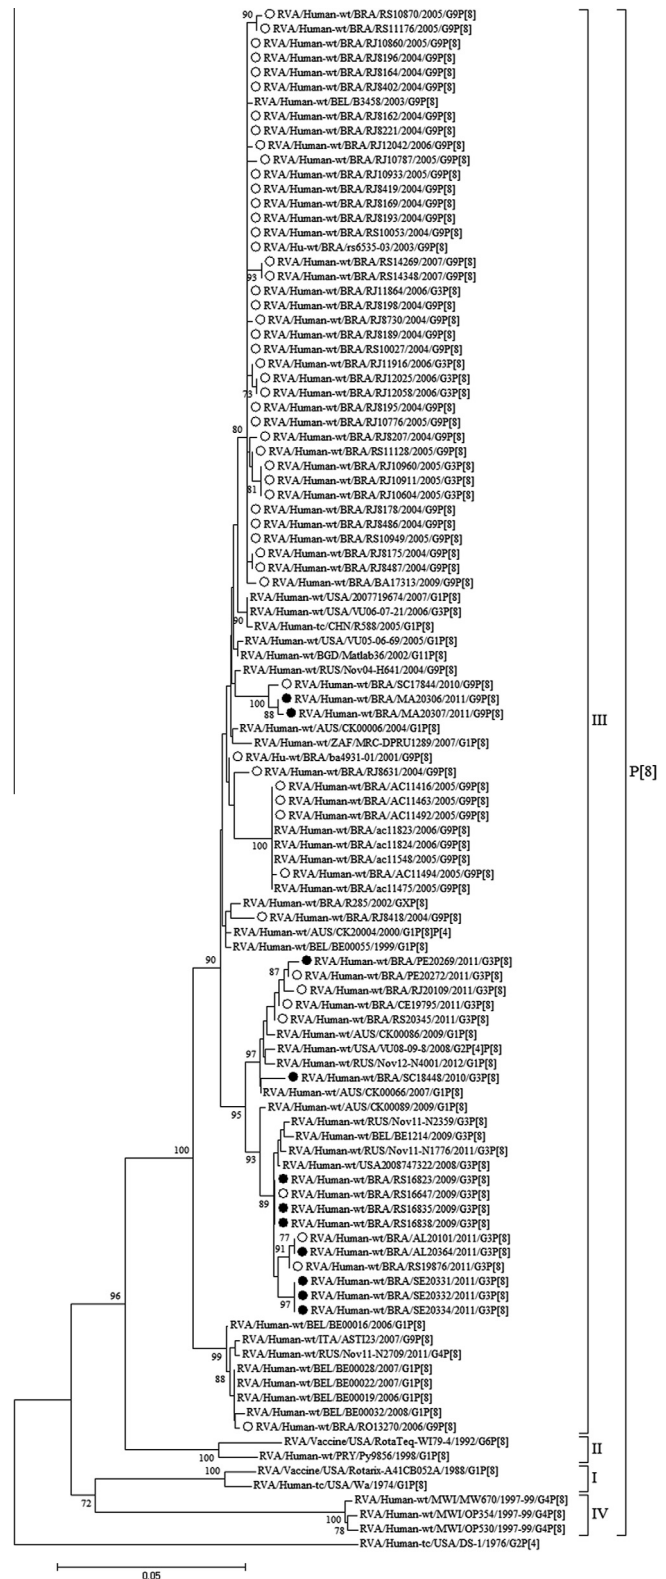 90
RVA/Human-wt/BRA/RS10870/2005/G9P[8]
RVA/Human-wt/BRA/RS11176/2005/G9P[8]
RVA/Human-wt/BRA/RJ10860/2005/G9P[8]
RVA/Human-wt/BRA/RJ8196/2004/G9P[8]
RVA/Human-wt/BRA/RJ8164/2004/G9P[8]
RVA/Human-wt/BRA/RJ8402/2004/G9P[8]
RVA/Human-wt/BEL/B3458/2003/G9P[8]
RVA/Human-wt/BRA/RJ8162/2004/G9P[8]
RVA/Human-wt/BRA/RJ8221/2004/G9P[8]
RVA/Human-wt/BRA/RJ12042/2006/G9P[8]
RVA/Human-wt/BRA/RJ10787/2005/G9P[8]
RVA/Human-wt/BRA/RJ10933/2005/G9P[8]
RVA/Human-wt/BRA/RJ8419/2004/G9P[8]
RVA/Human-wt/BRA/RJ8169/2004/G9P[8]
RVA/Human-wt/BRA/RJ8193/2004/G9P[8]
RVA/Human-wt/BRA/RS10053/2004/G9P[8]
RVA/Hu-wt/BRA/rs6535-03/2003/G9P[8]
RVA/Human-wt/BRA/RS14269/2007/G9P[8]
93
RVA/Human-wt/BRA/RS14348/2007/G9P[8]
RVA/Human-wt/BRA/RJ11864/2006/G3P[8]
RVA/Human-wt/BRA/RJ8198/2004/G9P[8]
RVA/Human-wt/BRA/RJ8730/2004/G9P[8]
RVA/Human-wt/BRA/RJ8189/2004/G9P[8]
RVA/Human-wt/BRA/RS10027/2004/G9P[8]
RVA/Human-wt/BRA/RJ11916/2006/G3P[8]
RVA/Human-wt/BRA/RJ12025/2006/G3P[8]
73
RVA/Human-wt/BRA/RJ12058/2006/G3P[8]
RVA/Human-wt/BRA/RJ8195/2004/G9P[8]
RVA/Human-wt/BRA/RJ10776/2005/G9P[8]
80
RVA/Human-wt/BRA/RJ8207/2004/G9P[8]
RVA/Human-wt/BRA/RS11128/2005/G9P[8]
RVA/Human-wt/BRA/RJ10960/2005/G3P[8]
RVA/Human-wt/BRA/RJ10911/2005/G3P[8]
81
RVA/Human-wt/BRA/RJ10604/2005/G3P[8]
RVA/Human-wt/BRA/RJ8178/2004/G9P[8]
RVA/Human-wt/BRA/RJ8486/2004/G9P[8]
RVA/Human-wt/BRA/RS10949/2005/G9P[8]
RVA/Human-wt/BRA/RJ8175/2004/G9P[8]
RVA/Human-wt/BRA/RJ8487/2004/G9P[8]
RVA/Human-wt/BRA/BA17313/2009/G9P[8]
RVA/Human-wt/USA/2007719674/2007/G1P[8]
RVA/Human-wt/USA/VU06-07-21/2006/G3P[8]
90
RVA/Human-tc/CHN/R588/2005/G1P[8]
RVA/Human-wt/USA/VU05-06-69/2005/G1P[8]
RVA/Human-wt/BGD/Matlab36/2002/G11P[8]
RVA/Human-wt/RUS/Nov04-H641/2004/G9P[8]
RVA/Human-wt/BRA/SC17844/2010/G9P[8]
100
RVA/Human-wt/BRA/MA20306/2011/G9P[8]
88
RVA/Human-wt/BRA/MA20307/2011/G9P[8]
III
RVA/Human-wt/AUS/CK00006/2004/G1P[8]
RVA/Human-wt/ZAF/MRC-DPRU1289/2007/G1P[8]
RVA/Hu-wt/BRA/ba4931-01/2001/G9P[8]
RVA/Human-wt/BRA/RJ8631/2004/G9P[8]
P[8]
RVA/Human-wt/BRA/AC11416/2005/G9P[8]
RVA/Human-wt/BRA/AC11463/2005/G9P[8]
RVA/Human-wt/BRA/AC11492/2005/G9P[8]
RVA/Human-wt/BRA/ac11823/2006/G9P[8]
100
RVA/Human-wt/BRA/ac11824/2006/G9P[8]
RVA/Human-wt/BRA/ac11548/2005/G9P[8]
RVA/Human-wt/BRA/AC11494/2005/G9P[8]
RVA/Human-wt/BRA/ac11475/2005/G9P[8]
RVA/Human-wt/BRA/R285/2002/GXP[8]
RVA/Human-wt/BRA/RJ8418/2004/G9P[8]
RVA/Human-wt/AUS/CK20004/2000/G1P[8]P[4]
RVA/Human-wt/BEL/BE00055/1999/G1P[8]
90
RVA/Human-wt/BRA/PE20269/2011/G3P[8]
87
RVA/Human-wt/BRA/PE20272/2011/G3P[8]
RVA/Human-wt/BRA/RJ20109/2011/G3P[8]
RVA/Human-wt/BRA/CE19795/2011/G3P[8]
RVA/Human-wt/BRA/RS20345/2011/G3P[8]
RVA/Human-wt/AUS/CK00086/2009/G1P[8]
97
RVA/Human-wt/USA/VU08-09-8/2008/G2P[4]P[8]
RVA/Human-wt/RUS/Nov12-N4001/2012/G1P[8]
RVA/Human-wt/BRA/SC18448/2010/G3P[8]
RVA/Human-wt/AUS/CK00066/2007/G1P[8]
95
RVA/Human-wt/AUS/CK00089/2009/G1P[8]
RVA/Human-wt/RUS/Nov11-N2359/G3P[8]
RVA/Human-wt/BEL/BE1214/2009/G3P[8]
100
RVA/Human-wt/RUS/Nov11-N1776/2011/G3P[8]
93
RVA/Human-wt/USA2008747322/2008/G3P[8]
RVA/Human-wt/BRA/RS16823/2009/G3P[8]
RVA/Human-wt/BRA/RS16647/2009/G3P[8]
89
RVA/Human-wt/BRA/RS16835/2009/G3P[8]
RVA/Human-wt/BRA/RS16838/2009/G3P[8]
77
RVA/Human-wt/BRA/AL20101/2011/G3P[8]
91
RVA/Human-wt/BRA/AL20364/2011/G3P[8]
RVA/Human-wt/BRA/RS19876/2011/G3P[8]
RVA/Human-wt/BRA/SE20331/2011/G3P[8]
96
RVA/Human-wt/BRA/SE20332/2011/G3P[8]
97
RVA/Human-wt/BRA/SE20334/2011/G3P[8]
RVA/Human-wt/BEL/BE00016/2006/G1P[8]
RVA/Human-wt/ITA/ASTI23/2007/G9P[8]
99
RVA/Human-wt/RUS/Nov11-N2709/2011/G4P[8]
RVA/Human-wt/BEL/BE00028/2007/G1P[8]
88
RVA/Human-wt/BEL/BE00022/2007/G1P[8]
RVA/Human-wt/BEL/BE00019/2006/G1P[8]
RVA/Human-wt/BEL/BE00032/2008/G1P[8]
RVA/Human-wt/BRA/RO13270/2006/G9P[8]
RVA/Vaccine/USA/RotaTeq-WI79-4/1992/G6P[8]
II
100
RVA/Human-wt/PRY/Py9856/1998/G1P[8]
100
RVA/Vaccine/USA/Rotarix-A41CB052A/1988/G1P[8]
I
RVA/Human-tc/USA/Wa/1974/G1P[8]
72
RVA/Human-wt/MWI/MW670/1997-99/G4P[8]
100
RVA/Human-wt/MWI/OP354/1997-99/G4P[8]
IV
78
RVA/Human-wt/MWI/OP530/1997-99/G4P[8]
RVA/Human-tc/USA/DS-1/1976/G2P[4]
0.05